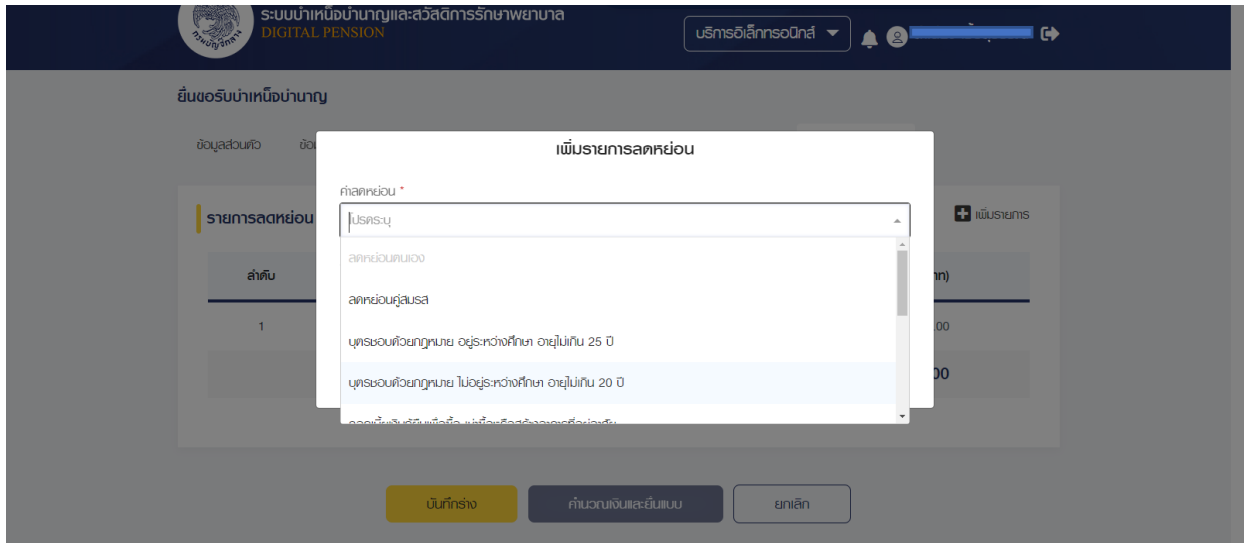 ระบบบำเหน็จบำนาญและสวัสดิการรักษาพยาบาล
DIGITAL PENSION
กรมบัญชีกลาง
บริการอิเล็กทรอนิกส์
ยื่นขอรับบำเหน็จบำนาญ
ข้อมูลส่วนตัว
เพิ่มรายการลดหย่อน
ค่าลดหย่อน *
รายการลดหย่อน
โปรดระบุ
เพิ่มรายการ
ลดหย่อนตนเอง
ลำดับ
ลดหย่อนคู่สมรส
1
.00
บุตรชอบด้วยกฎหมาย อยู่ระหว่างศึกษา อายุไม่เกิน 25 ปี
บุตรชอบด้วยกฎหมาย ไม่อยู่ระหว่างศึกษา อายุไม่เกิน 20 ปี
00
บันทึกร่าง
คำนวณเงินและยื่นแบบ
ยกเลิก